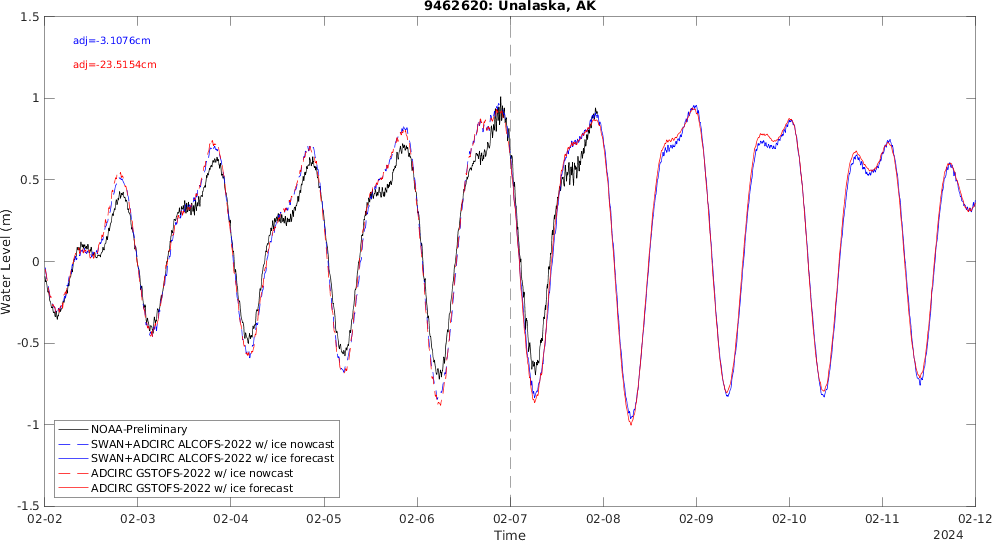 9462620: Unalaska, AK
adj=-3.1076cm
adj=-23.5154cm
Water Level (m)
1.5
1
0.5
0
-0.5
-1
-1.5
NOAA-Preliminary
SWAN+ADCIRC ALCOFS-2022 w/ ice nowcast
SWAN+ADCIRC ALCOFS-2022 w/ ice forecast
ADCIRC GSTOFS-2022 w/ ice nowcast
ADCIRC GSTOFS-2022 w/ ice forecast
02-02 02-03 02-04 02-05 02-06 02-07 02-08 02-09 02-10 02-11 02-12
Time
2024